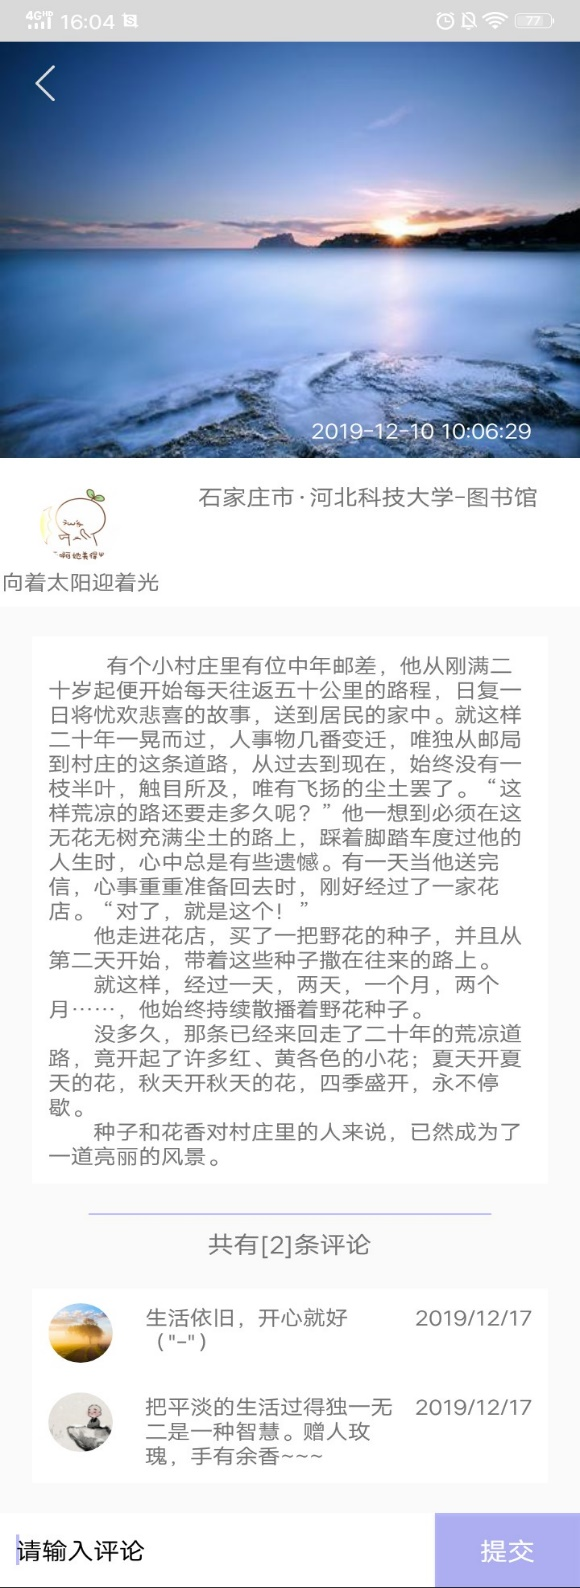 4G HD 16:04 77
2019-12-10 10:06:29
石家庄市·河北科技大学-图书馆
向着太阳迎着光
有个小村庄里有位中年邮差，他从刚满二
十岁起便开始每天往返五十公里的路程，日复一
日将忧欢悲喜的故事，送到居民的家中。就这样
二十年一晃而过，人事物几番变迁，唯独从邮局
到村庄的这条道路，从过去到现在，始终没有一
枝半叶，触目所及，唯有飞扬的尘土罢了。“这
样荒凉的路还要走多久呢？”他一想到必须在这
无花无树充满尘土的路上，踩着脚踏车度过他的
人生时，心中总是有些遗憾。有一天当他送完
信，心事重重准备回去时，刚好经过了一家花
店。“对了，就是这个！”
他走进花店，买了一把野花的种子，并且从
第二天开始，带着这些种子撒在往来的路上。
就这样，经过一天，两天，一个月，两个
月……，他始终持续散播着野花种子。
没多久，那条已经来回走了二十年的荒凉道
路，竟开起了许多红、黄各色的小花；夏天开夏
天的花，秋天开秋天的花，四季盛开，永不停
歇。
种子和花香对村庄里的人来说，已然成为了
一道亮丽的风景。
共有[2]条评论
生活依旧，开心就好 2019/12/17
（"-"）
把平淡的生活过得独一无 2019/12/17
二是一种智慧。赠人玫
瑰，手有余香~~~
请输入评论 提交